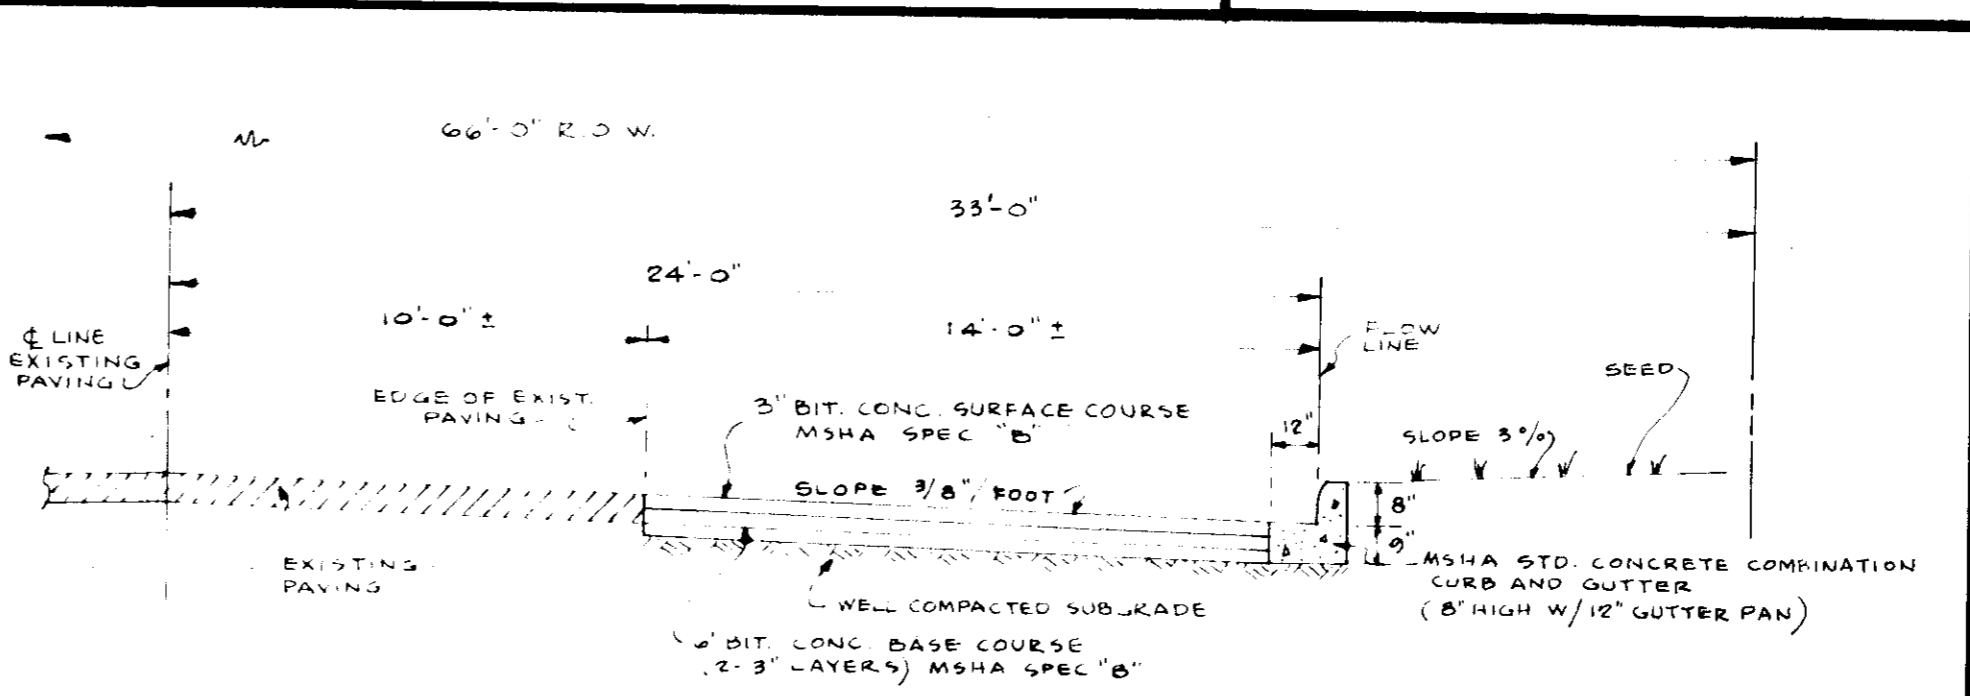 66'-0" R.O.W.
33'-0"
24'-0"
10'-0" ±
14'-0" ±
℄ LINE
EXISTING
PAVING
FLOW
LINE
SEED
EDGE OF EXIST.
PAVING
3" BIT. CONC. SURFACE COURSE
MSHA SPEC "B"
12"
SLOPE 3%
SLOPE 3/8"/FOOT
8"
9"
EXISTING
PAVING
MSHA STD. CONCRETE COMBINATION
CURB AND GUTTER
(8" HIGH W/12" GUTTER PAN)
WELL COMPACTED SUBGRADE
6" BIT. CONC. BASE COURSE
2-3" LAYERS) MSHA SPEC "B"